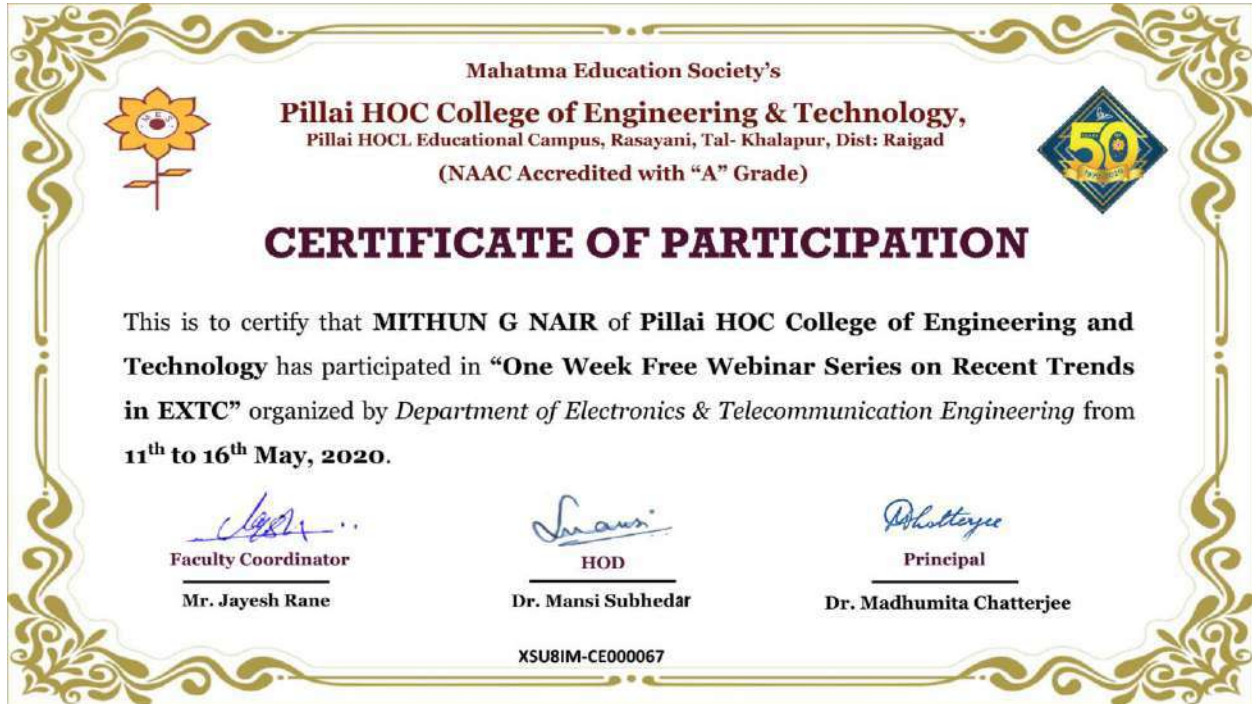 Mahatma Education Society's
Pillai HOC College of Engineering & Technology,
Pillai HOCL Educational Campus, Rasayani, Tal- Khalapur, Dist: Raigad
(NAAC Accredited with “A” Grade)
MES
50
1970-2020
CERTIFICATE OF PARTICIPATION
This is to certify that MITHUN G NAIR of Pillai HOC College of Engineering and
Technology has participated in “One Week Free Webinar Series on Recent Trends
in EXTC” organized by Department of Electronics & Telecommunication Engineering from
11th to 16th May, 2020.
Faculty Coordinator HOD Principal
Mr. Jayesh Rane Dr. Mansi Subhedar Dr. Madhumita Chatterjee
XSU8IM-CE000067